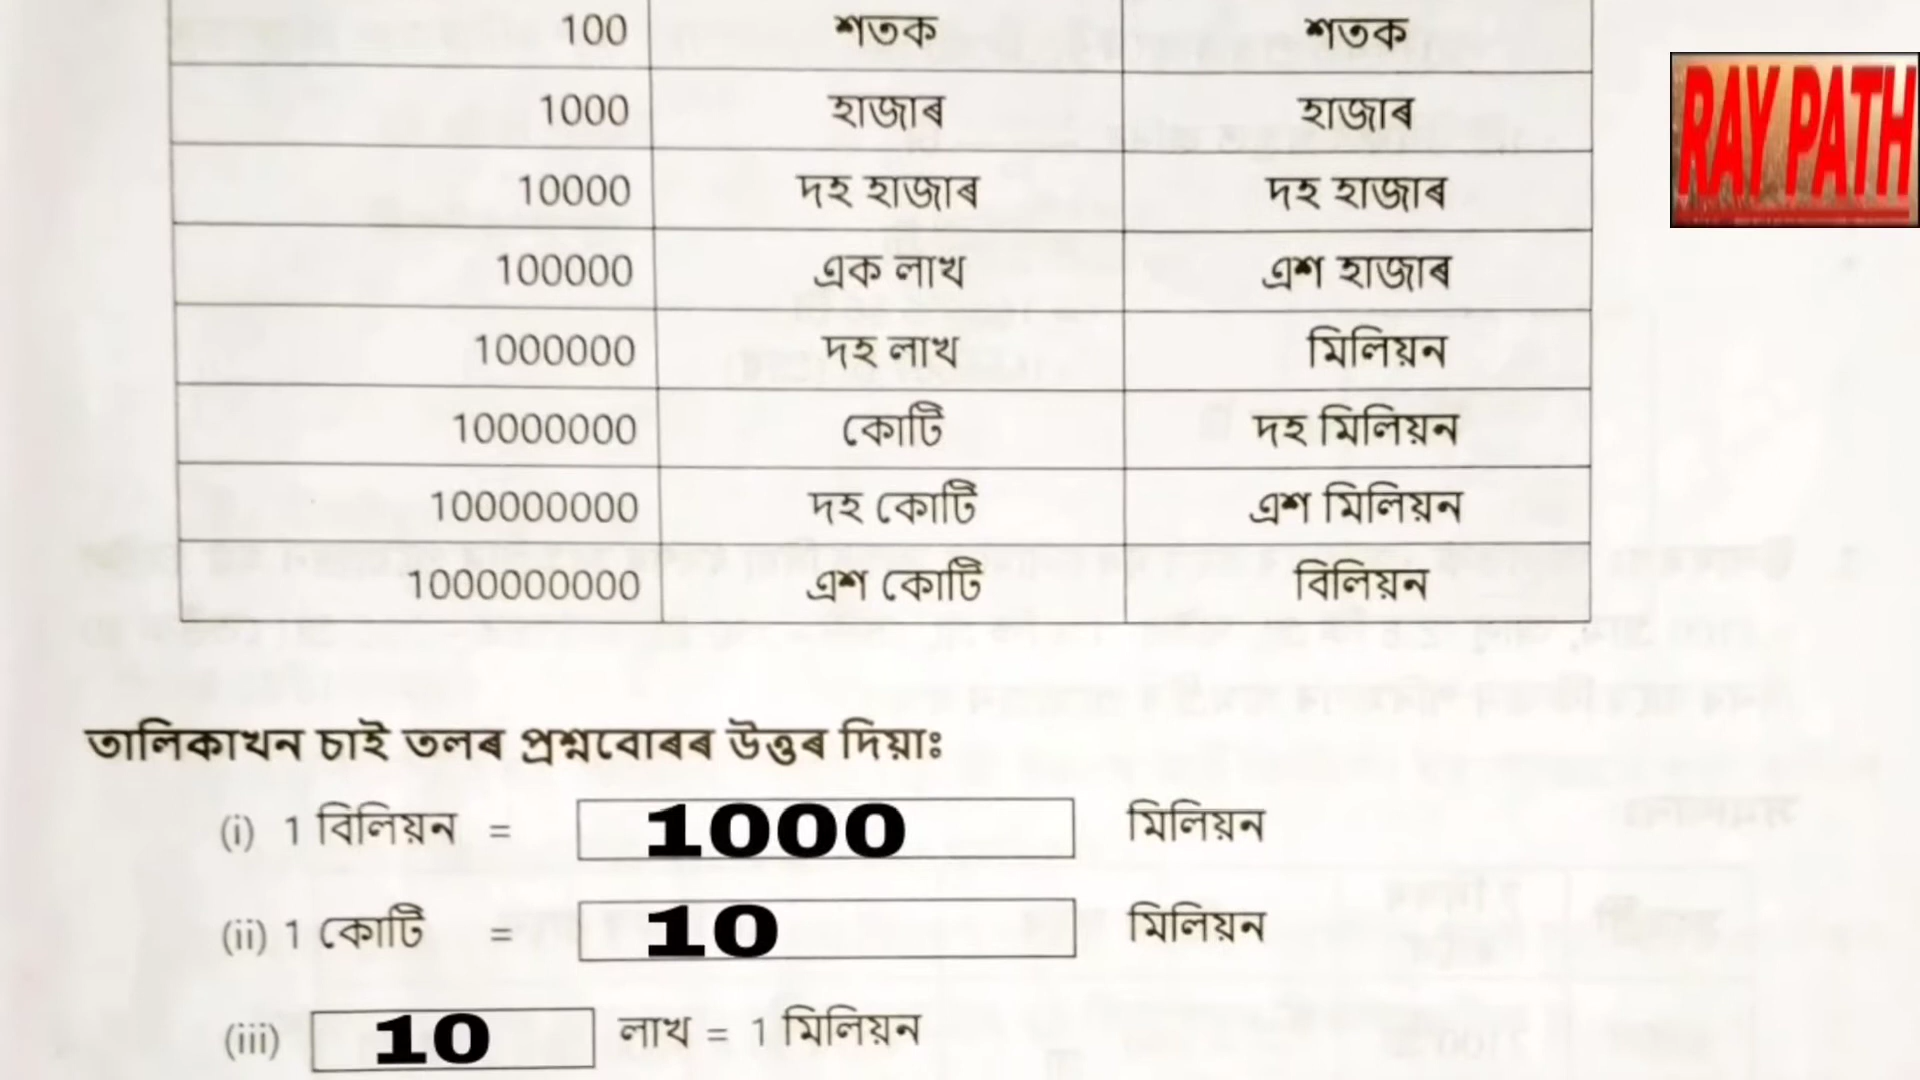 100 শতক শতক
RAY PATH
1000 হাজাৰ হাজাৰ
10000 দহ হাজাৰ দহ হাজাৰ
100000 এক লাখ এশ হাজাৰ
1000000 দহ লাখ মিলিয়ন
10000000 কোটি দহ মিলিয়ন
100000000 দহ কোটি এশ মিলিয়ন
1000000000 এশ কোটি বিলিয়ন
তালিকাখন চাই তলৰ প্ৰশ্নবোৰৰ উত্তৰ দিয়াঃ
(i) 1 বিলিয়ন = 1000 মিলিয়ন
(ii) 1 কোটি = 10 মিলিয়ন
(iii) 10 লাখ = 1 মিলিয়ন